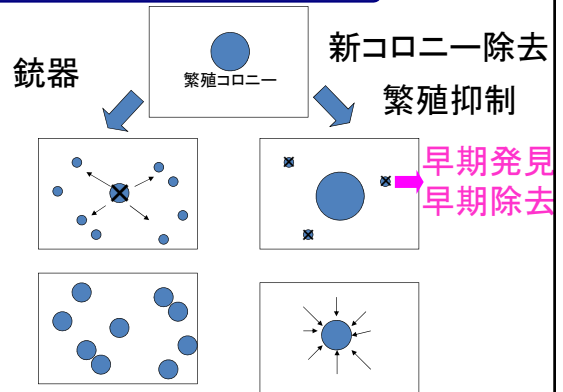 銃器
繁殖コロニー
新コロニー除去
繁殖抑制
早期発見
早期除去